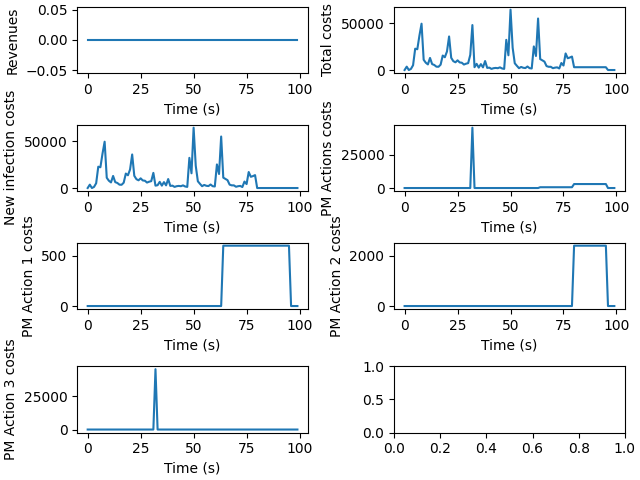 Revenues
0.05
0.00
−0.05
0 25 50 75 100
Time (s)
Total costs
50000
0
0 25 50 75 100
Time (s)
New infection costs
50000
0
0 25 50 75 100
Time (s)
PM Actions costs
25000
0
0 25 50 75 100
Time (s)
PM Action 1 costs
500
0
0 25 50 75 100
Time (s)
PM Action 2 costs
2000
0
0 25 50 75 100
Time (s)
PM Action 3 costs
25000
0
0 25 50 75 100
Time (s)
1.0
0.5
0.0
0.0 0.2 0.4 0.6 0.8 1.0